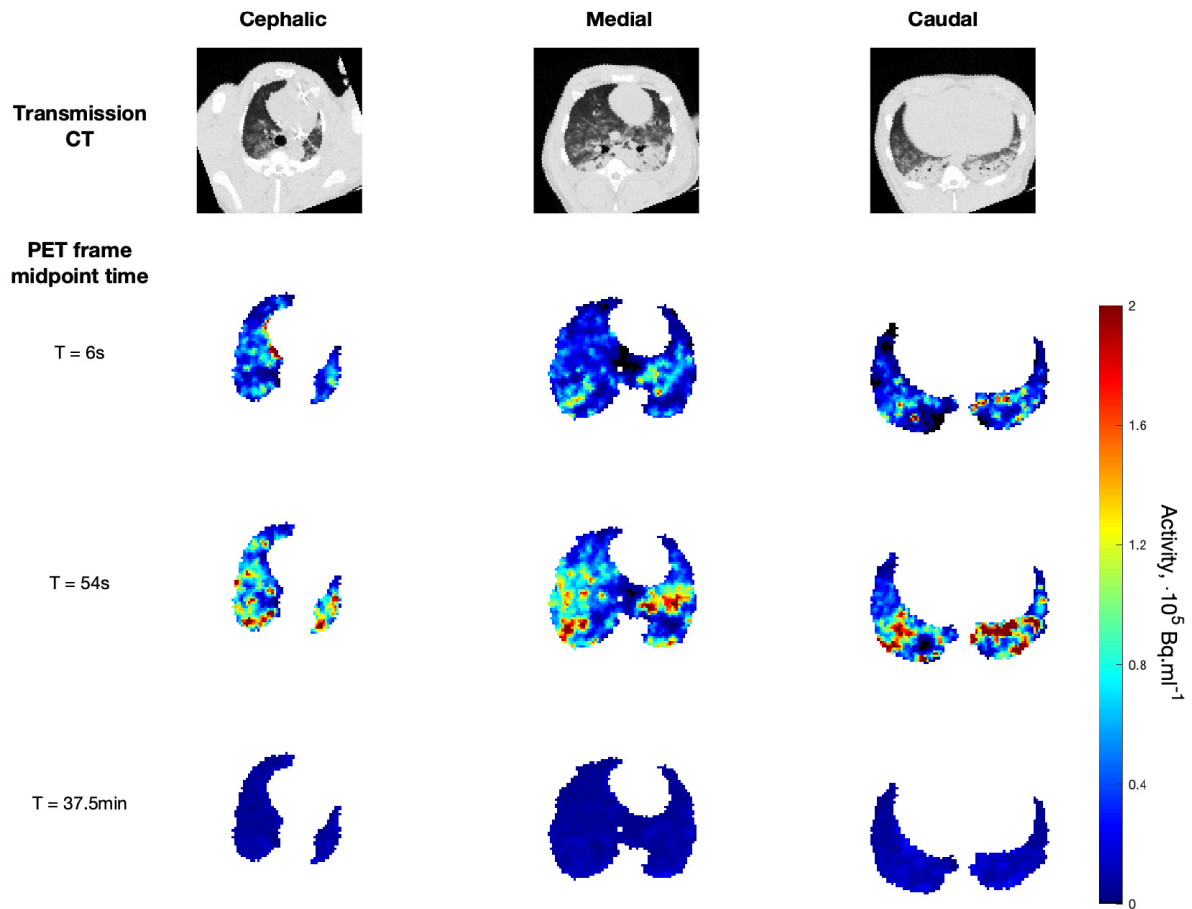 Cephalic
Medial
Caudal
Transmission
CT
PET frame
midpoint time
T = 6s
T = 54s
T = 37.5min
2
1.6
1.2
0.8
0.4
0
Activity, ·10⁵ Bq.ml⁻¹